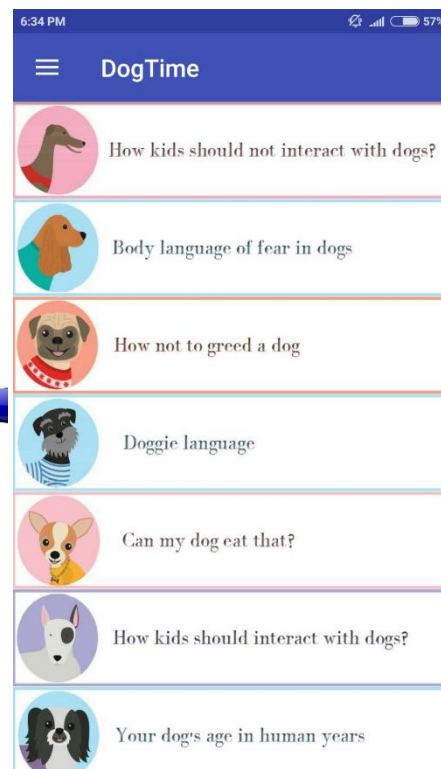 6:34 PM
57%
DogTime
How kids should not interact with dogs?
Body language of fear in dogs
How not to greed a dog
Doggie language
Can my dog eat that?
How kids should interact with dogs?
Your dog's age in human years